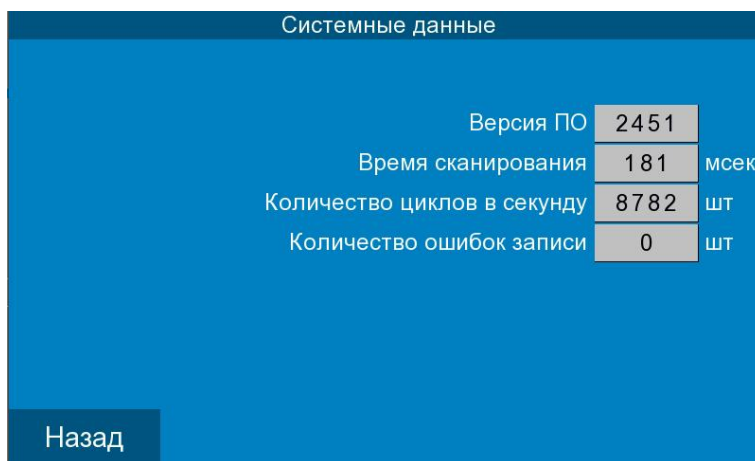 Системные данные
Версия ПО 2451
Время сканирования 181 мсек
Количество циклов в секунду 8782 шт
Количество ошибок записи 0 шт
Назад